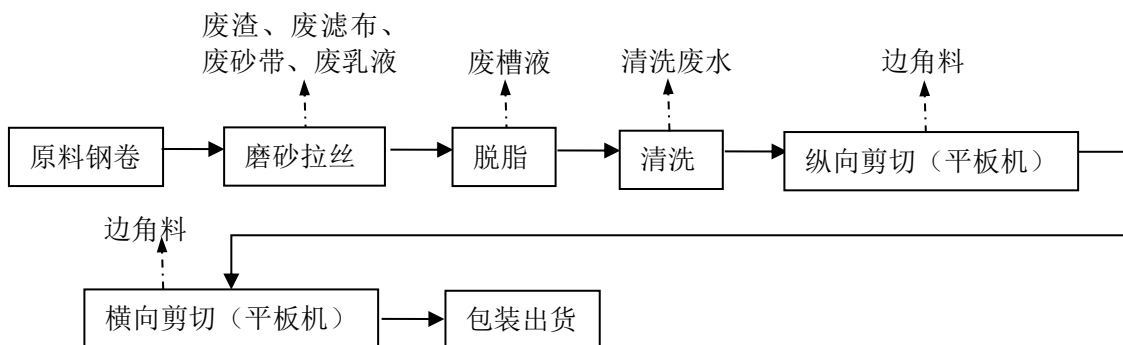 废渣、废滤布、
废砂带、废乳液
废槽液
清洗废水
边角料
原料钢卷
磨砂拉丝
脱脂
清洗
纵向剪切（平板机）
边角料
横向剪切（平板机）
包装出货